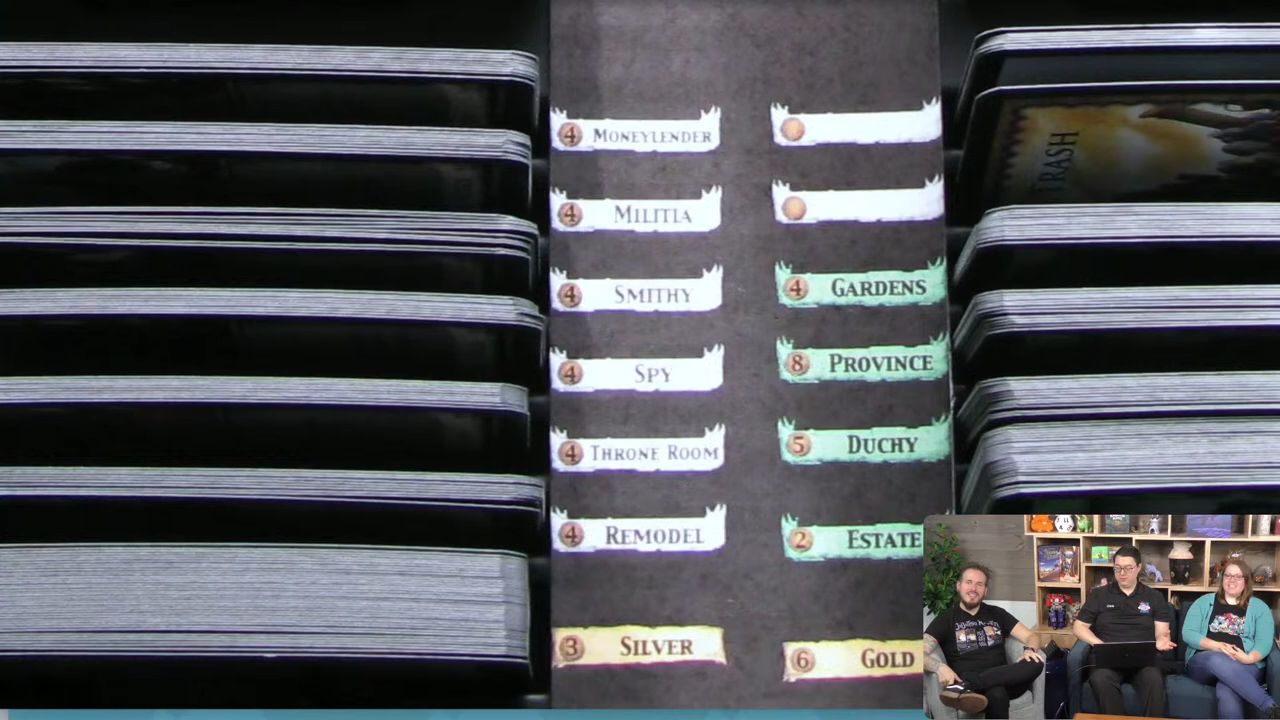 4 MONEYLENDER
4 MILITIA
4 SMITHY
4 SPY
4 THRONE ROOM
4 REMODEL
3 SILVER
4 GARDENS
8 PROVINCE
5 DUCHY
2 ESTATE
6 GOLD
TRASH